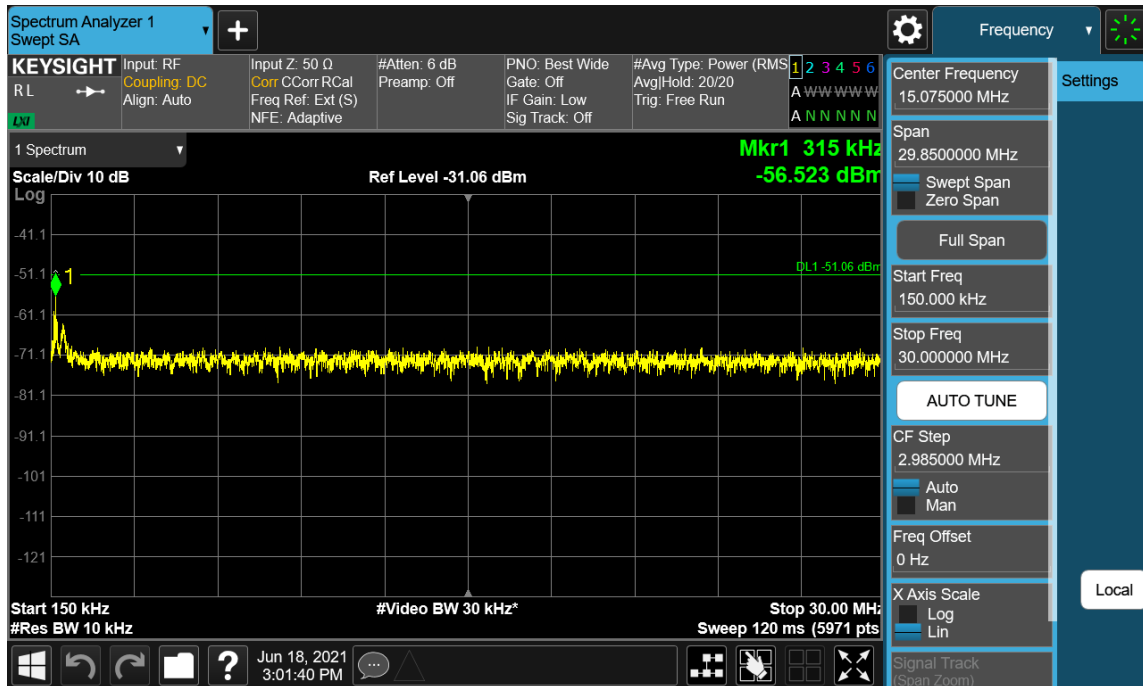 Spectrum Analyzer 1
Swept SA
+
Frequency
KEYSIGHT
R L
LXI
Input: RF
Coupling: DC
Align: Auto
Input Z: 50 Ω
Corr CCorr RCal
Freq Ref: Ext (S)
NFE: Adaptive
#Atten: 6 dB
Preamp: Off
PNO: Best Wide
Gate: Off
IF Gain: Low
Sig Track: Off
#Avg Type: Power (RMS
Avg|Hold: 20/20
Trig: Free Run
1 2 3 4 5 6
A W W W W W
A N N N N N
1 Spectrum
Mkr1 315 kHz
Scale/Div 10 dB
Ref Level -31.06 dBm
-56.523 dBm
Log
-41.1
-51.1
1
DL1 -51.06 dBm
-61.1
-71.1
-81.1
-91.1
-101
-111
-121
Start 150 kHz
#Video BW 30 kHz*
Stop 30.00 MHz
#Res BW 10 kHz
Sweep 120 ms (5971 pts
Center Frequency
15.075000 MHz
Settings
Span
29.8500000 MHz
Swept Span
Zero Span
Full Span
Start Freq
150.000 kHz
Stop Freq
30.000000 MHz
AUTO TUNE
CF Step
2.985000 MHz
Auto
Man
Freq Offset
0 Hz
X Axis Scale
Log
Lin
Local
Signal Track
(Span Zoom)
?
Jun 18, 2021
3:01:40 PM